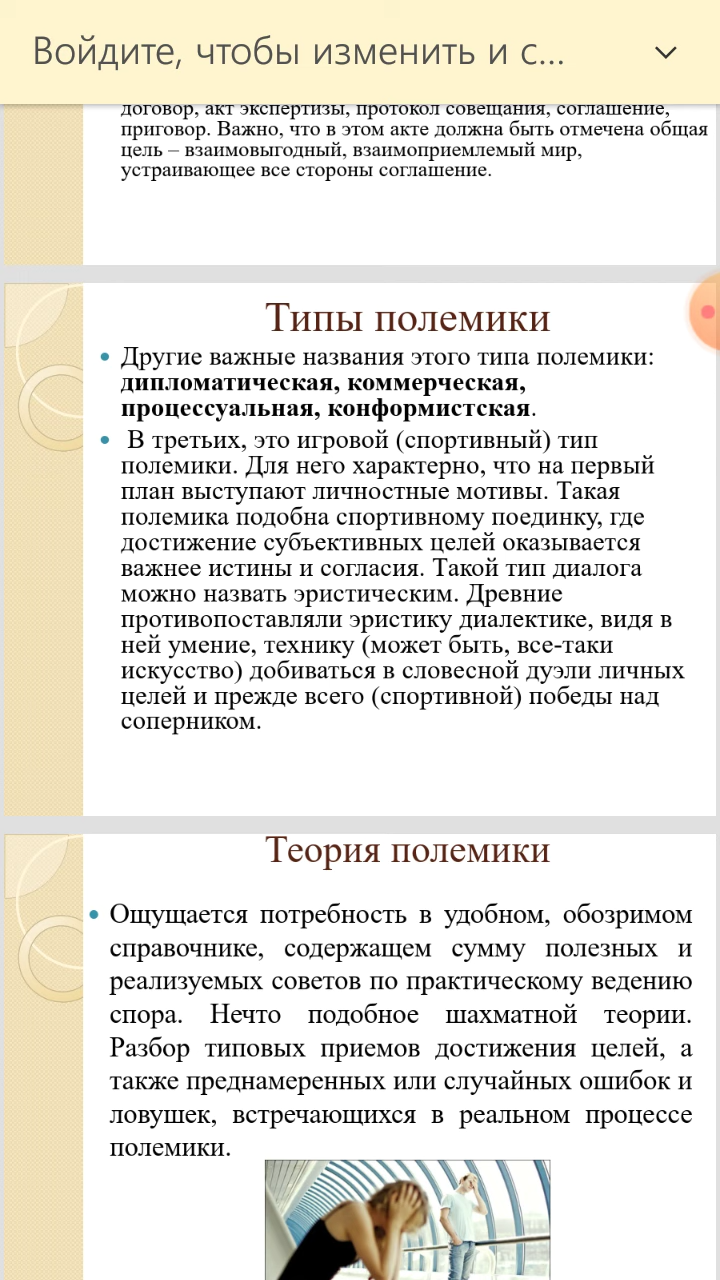 Войдите, чтобы изменить и с...
договор, акт экспертизы, протокол совещания, соглашение,
приговор. Важно, что в этом акте должна быть отмечена общая
цель – взаимовыгодный, взаимоприемлемый мир,
устраивающее все стороны соглашение.
Типы полемики
• Другие важные названия этого типа полемики:
дипломатическая, коммерческая,
процессуальная, конформистская.
• В третьих, это игровой (спортивный) тип
полемики. Для него характерно, что на первый
план выступают личностные мотивы. Такая
полемика подобна спортивному поединку, где
достижение субъективных целей оказывается
важнее истины и согласия. Такой тип диалога
можно назвать эристическим. Древние
противопоставляли эристику диалектике, видя в
ней умение, технику (может быть, все-таки
искусство) добиваться в словесной дуэли личных
целей и прежде всего (спортивной) победы над
соперником.
Теория полемики
• Ощущается потребность в удобном, обозримом
справочнике, содержащем сумму полезных и
реализуемых советов по практическому ведению
спора. Нечто подобное шахматной теории.
Разбор типовых приемов достижения целей, а
также преднамеренных или случайных ошибок и
ловушек, встречающихся в реальном процессе
полемики.